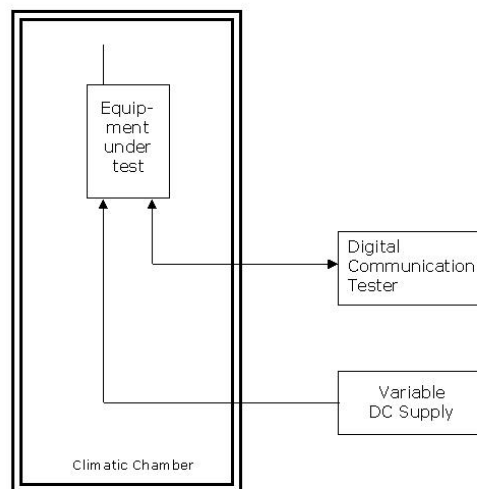 Equip-
ment
under
test
Digital
Communication
Tester
Variable
DC Supply
Climatic Chamber